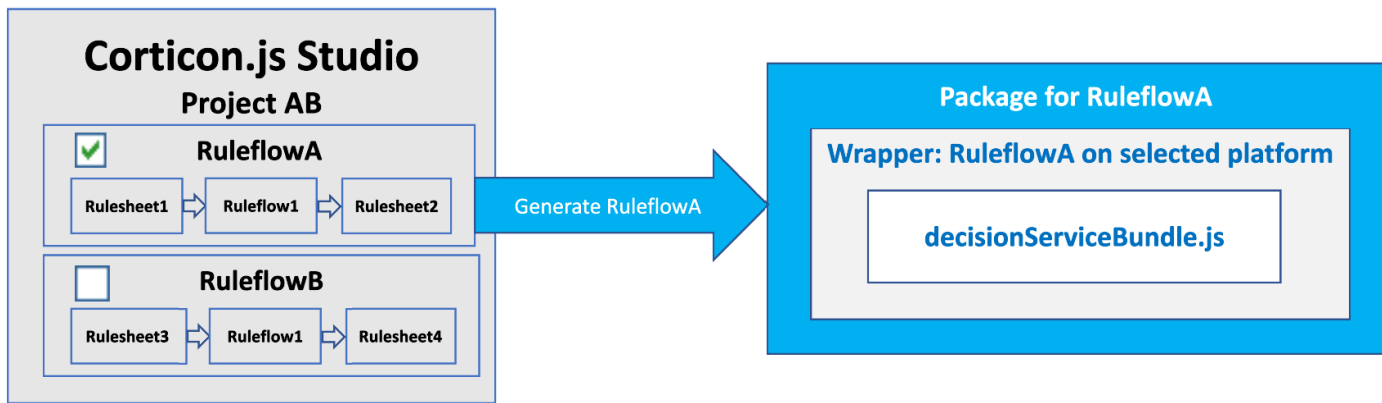 Corticon.js Studio
Project AB
RuleflowA
Rulesheet1
Ruleflow1
Rulesheet2
RuleflowB
Rulesheet3
Ruleflow1
Rulesheet4
Generate RuleflowA
Package for RuleflowA
Wrapper: RuleflowA on selected platform
decisionServiceBundle.js